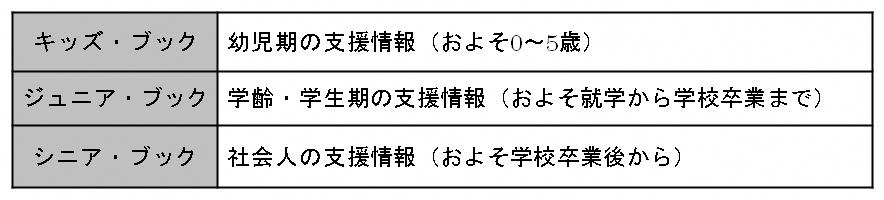 キッズ・ブック 幼児期の支援情報（およそ0～5歳）
ジュニア・ブック 学齢・学生期の支援情報（およそ就学から学校卒業まで）
シニア・ブック 社会人の支援情報（およそ学校卒業後から）